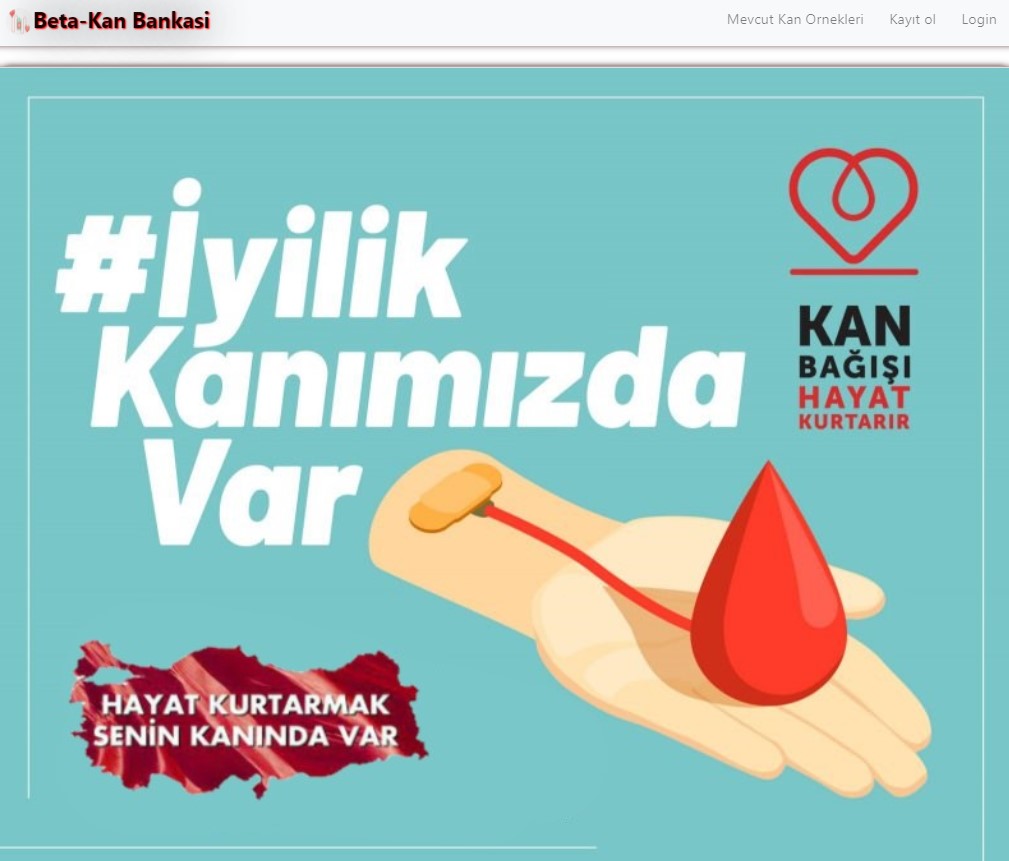 Beta-Kan Bankasi
Mevcut Kan Ornekleri
Kayıt ol
Login
#İyilik
Kanımızda
Var
KAN
BAĞIŞI
HAYAT
KURTARIR
HAYAT KURTARMAK
SENİN KANINDA VAR